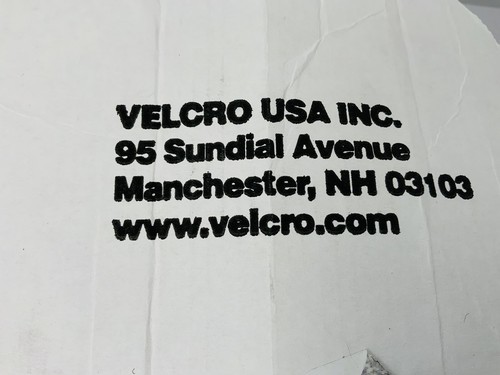 VELCRO USA INC.
95 Sundial Avenue
Manchester, NH 03103
www.velcro.com